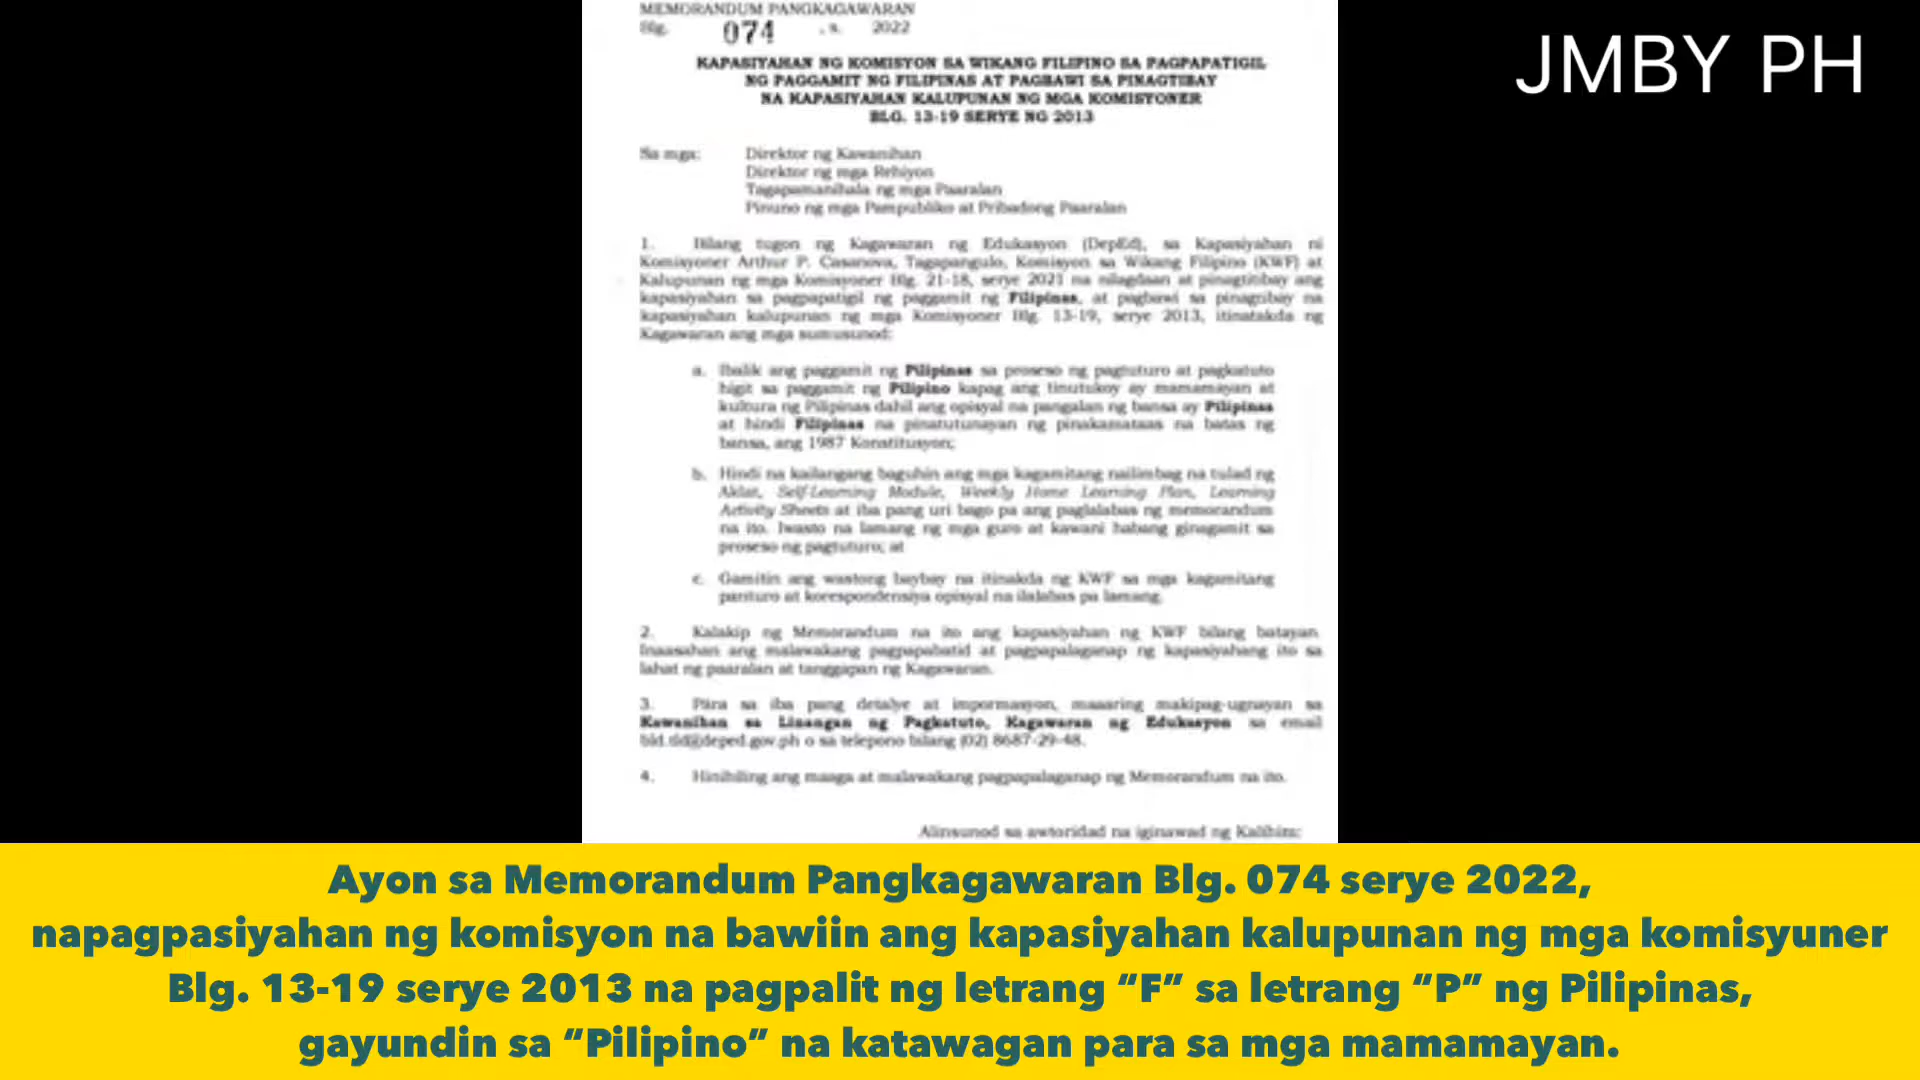 MEMORANDUM PANGKAGAWARAN
Blg. 074 , s. 2022
JMBY PH
KAPASIYAHAN NG KOMISYON SA WIKANG FILIPINO SA PAGPAPATIGIL
NG PAGGAMIT NG FILIPINAS AT PAGBAWI SA PINAGTIBAY
NA KAPASIYAHAN KALUPUNAN NG MGA KOMISYONER
BLG. 13-19 SERYE NG 2013
Sa mga: Direktor ng Kawanihan
Direktor ng mga Rehiyon
Tagapamanihala ng mga Paaralan
Pinuno ng mga Pampubliko at Pribadong Paaralan
1. Bilang tugon ng Kagawaran ng Edukasyon (DepEd), sa Kapasiyahan ni
Komisyoner Arthur P. Casanova, Tagapangulo, Komisyon sa Wikang Filipino (KWF) at
Kalupunan ng mga Komisyoner Blg. 21-18, serye 2021 na nilagdaan at pinagtitibay ang
kapasiyahan sa pagpapatigil ng paggamit ng Filipinas, at pagbawi sa pinagtibay na
kapasiyahan kalupunan ng mga Komisyoner Blg. 13-19, serye 2013, itinatakda ng
Kagawaran ang mga sumusunod:
a. Ibalik ang paggamit ng Pilipinas sa proseso ng pagtuturo at pagkatuto
higit sa paggamit ng Pilipino kapag ang tinutukoy ay mamamayan at
kultura ng Pilipinas dahil ang opisyal na pangalan ng bansa ay Pilipinas
at hindi Filipinas na pinatutunayan ng pinakamataas na batas ng
bansa, ang 1987 Konstitusyon;
b. Hindi na kailangang baguhin ang mga kagamitang nailimbag na tulad ng
Aklat, Self-Learning Module, Weekly Home Learning Plan, Learning
Activity Sheets at iba pang uri bago pa ang paglalabas ng memorandum
na ito. Iwasto na lamang ng mga guro at kawani habang ginagamit sa
proseso ng pagtuturo; at
c. Gamitin ang wastong baybay na itinakda ng KWF sa mga kagamitang
panturo at korespondensiya opisyal na ilalabas pa lamang.
2. Kalakip ng Memorandum na ito ang kapasiyahan ng KWF bilang batayan.
Inaasahan ang malawakang pagpapabatid at pagpapalaganap ng kapasiyahang ito sa
lahat ng paaralan at tanggapan ng Kagawaran.
3. Para sa iba pang detalye at impormasyon, maaaring makipag-ugnayan sa
Kawanihan sa Linangan ng Pagkatuto, Kagawaran ng Edukasyon sa email
bld.tld@deped.gov.ph o sa telepono bilang (02) 8687-29-48.
4. Hinihiling ang maaga at malawakang pagpapalaganap ng Memorandum na ito.
Alinsunod sa awtoridad na iginawad ng Kalihim:
Ayon sa Memorandum Pangkagawaran Blg. 074 serye 2022,
napagpasiyahan ng komisyon na bawiin ang kapasiyahan kalupunan ng mga komisyuner
Blg. 13-19 serye 2013 na pagpalit ng letrang “F” sa letrang “P” ng Pilipinas,
gayundin sa “Pilipino” na katawagan para sa mga mamamayan.